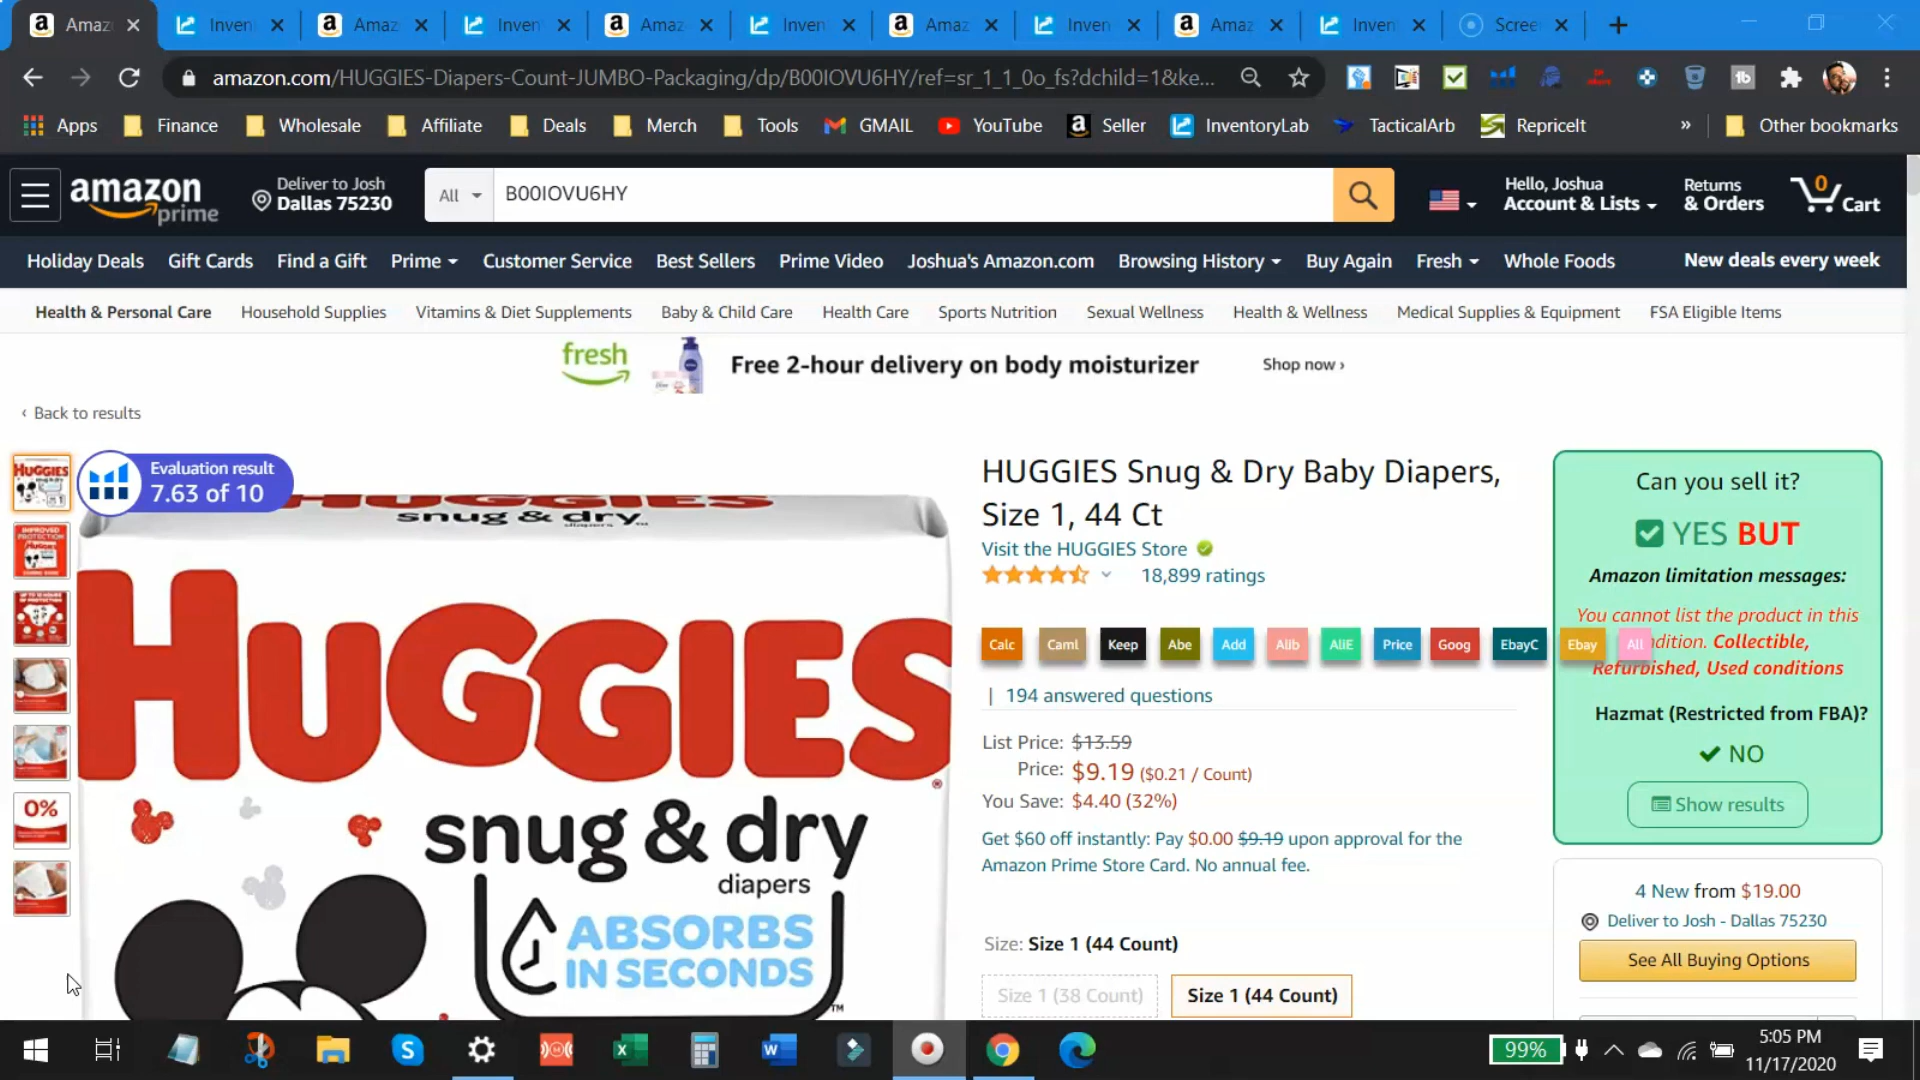 Amaz
Inven
Amaz
Inven
Amaz
Inven
Amaz
Inven
Amaz
Inven
Scree
amazon.com/HUGGIES-Diapers-Count-JUMBO-Packaging/dp/B00IOVU6HY/ref=sr_1_1_0o_fs?dchild=1&ke...
Apps Finance Wholesale Affiliate Deals Merch Tools GMAIL YouTube Seller InventoryLab TacticalArb RepriceIt » Other bookmarks
amazon prime
Deliver to Josh
Dallas 75230
All
B00IOVU6HY
Hello, Joshua
Account & Lists
Returns
& Orders
0
Cart
Holiday Deals Gift Cards Find a Gift Prime Customer Service Best Sellers Prime Video Joshua's Amazon.com Browsing History Buy Again Fresh Whole Foods New deals every week
Health & Personal Care Household Supplies Vitamins & Diet Supplements Baby & Child Care Health Care Sports Nutrition Sexual Wellness Health & Wellness Medical Supplies & Equipment FSA Eligible Items
fresh
Free 2-hour delivery on body moisturizer
Shop now ›
‹ Back to results
Evaluation result
7.63 of 10
HUGGIES
0%
HUGGIES
snug & dry
diapers
HUGGIES
®
snug & dry
diapers
ABSORBS
IN SECONDS
TM
HUGGIES Snug & Dry Baby Diapers,
Size 1, 44 Ct
Visit the HUGGIES Store
18,899 ratings
Calc Caml Keep Abe Add Alib AliE Price Goog EbayC Ebay All
| 194 answered questions
List Price: $13.59
Price: $9.19 ($0.21 / Count)
You Save: $4.40 (32%)
Get $60 off instantly: Pay $0.00 $9.19 upon approval for the
Amazon Prime Store Card. No annual fee.
Size: Size 1 (44 Count)
Size 1 (38 Count)
Size 1 (44 Count)
Can you sell it?
YES BUT
Amazon limitation messages:
You cannot list the product in this
dition. Collectible,
Refurbished, Used conditions
Hazmat (Restricted from FBA)?
NO
Show results
4 New from $19.00
Deliver to Josh - Dallas 75230
See All Buying Options
99%
5:05 PM
11/17/2020